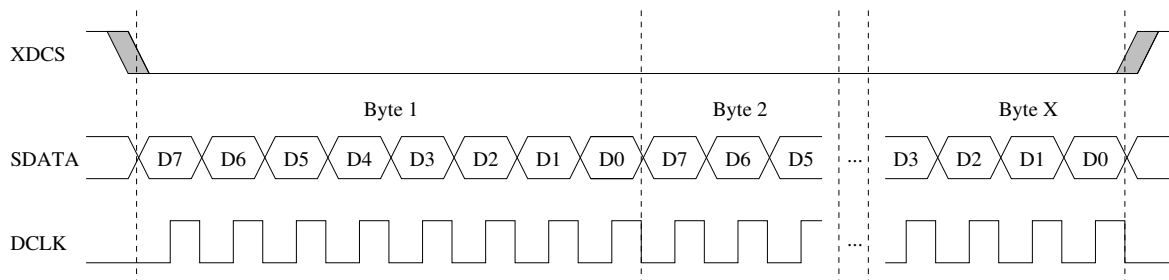 XDCS
Byte 1 Byte 2 Byte X
SDATA D7 D6 D5 D4 D3 D2 D1 D0 D7 D6 D5 ... D3 D2 D1 D0
DCLK ...